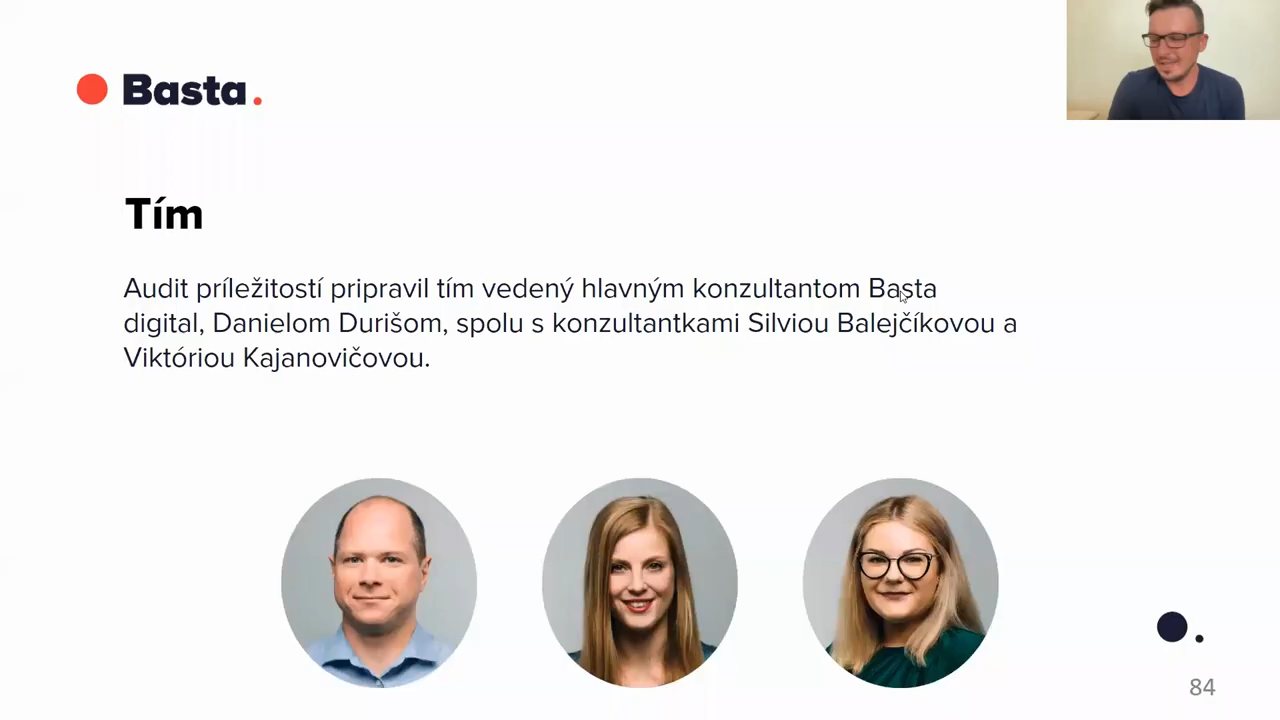 Basta.
Tím
Audit príležitostí pripravil tím vedený hlavným konzultantom Basta
digital, Danielom Durišom, spolu s konzultantkami Silviou Balejčíkovou a
Viktóriou Kajanovičovou.
84